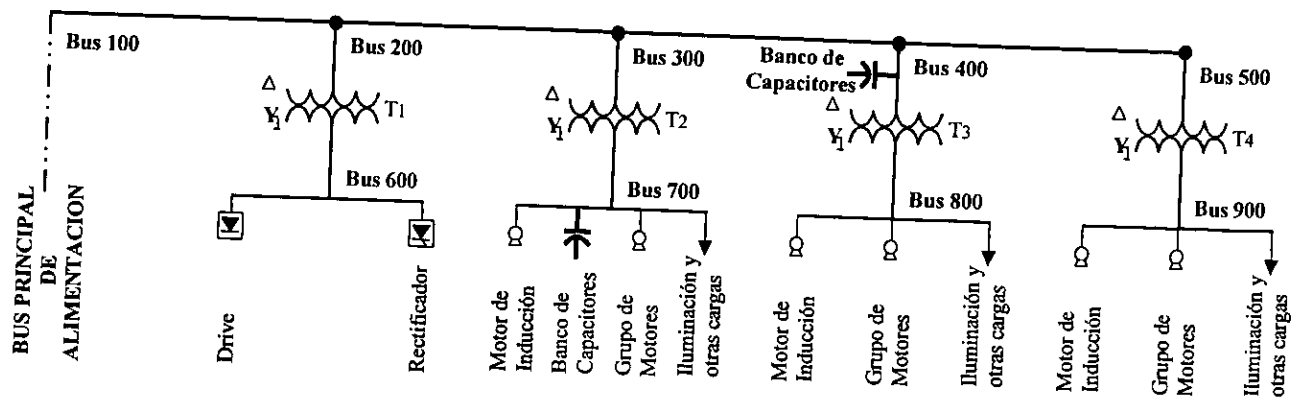 Bus 100
Bus 200
Bus 300
Banco de
Capacitores
Bus 400
Bus 500
Δ
Y
T1
Δ
Y
T2
Δ
Y
T3
Δ
Y
T4
Bus 600
Bus 700
Bus 800
Bus 900
BUS PRINCIPAL
DE
ALIMENTACION
Drive
Rectificador
Motor de
Inducción
Banco de
Capacitores
Grupo de
Motores
Iluminación y
otras cargas
Motor de
Inducción
Grupo de
Motores
Iluminación y
otras cargas
Motor de
Inducción
Grupo de
Motores
Iluminación y
otras cargas